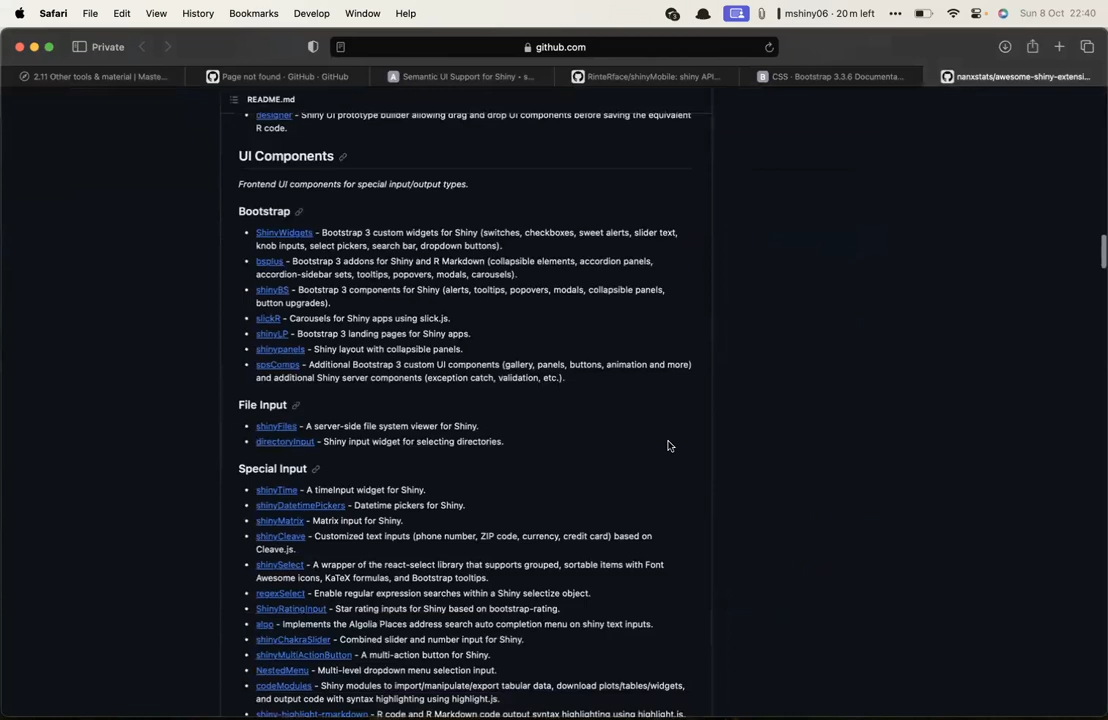 Safari File Edit View History Bookmarks Develop Window Help mshiny06 · 20 m left Sun 8 Oct 22:40
Private github.com
2.11 Other tools & material | Maste... Page not found · GitHub · GitHub Semantic UI Support for Shiny • s... RinteRface/shinyMobile: shiny API... CSS · Bootstrap 3.3.6 Documenta... nanxstats/awesome-shiny-extensi...
README.md
designer - Shiny UI prototype builder allowing drag and drop UI components before saving the equivalent
R code.
UI Components
Frontend UI components for special input/output types.
Bootstrap
• ShinyWidgets - Bootstrap 3 custom widgets for Shiny (switches, checkboxes, sweet alerts, slider text,
knob inputs, select pickers, search bar, dropdown buttons).
• bsplus - Bootstrap 3 addons for Shiny and R Markdown (collapsible elements, accordion panels,
accordion-sidebar sets, tooltips, popovers, modals, carousels).
• shinyBS - Bootstrap 3 components for Shiny (alerts, tooltips, popovers, modals, collapsible panels,
button upgrades).
• slickR - Carousels for Shiny apps using slick.js.
• shinyLP - Bootstrap 3 landing pages for Shiny apps.
• shinypanels - Shiny layout with collapsible panels.
• spsComps - Additional Bootstrap 3 custom UI components (gallery, panels, buttons, animation and more)
and additional Shiny server components (exception catch, validation, etc.).
File Input
• shinyFiles - A server-side file system viewer for Shiny.
• directoryInput - Shiny input widget for selecting directories.
Special Input
• shinyTime - A timeInput widget for Shiny.
• shinyDatetimePickers - Datetime pickers for Shiny.
• shinyMatrix - Matrix input for Shiny.
• shinyCleave - Customized text inputs (phone number, ZIP code, currency, credit card) based on
Cleave.js.
• shinySelect - A wrapper of the react-select library that supports grouped, sortable items with Font
Awesome icons, KaTeX formulas, and Bootstrap tooltips.
• regexSelect - Enable regular expression searches within a Shiny selectize object.
• ShinyRatingInput - Star rating inputs for Shiny based on bootstrap-rating.
• algo - Implements the Algolia Places address search auto completion menu on shiny text inputs.
• shinyChakraSlider - Combined slider and number input for Shiny.
• shinyMultiActionButton - A multi-action button for Shiny.
• NestedMenu - Multi-level dropdown menu selection input.
• codeModules - Shiny modules to import/manipulate/export tabular data, download plots/tables/widgets,
and output code with syntax highlighting using highlight.js.
• shiny-highlight-rmarkdown - R code and R Markdown code output syntax highlighting using highlight.js.